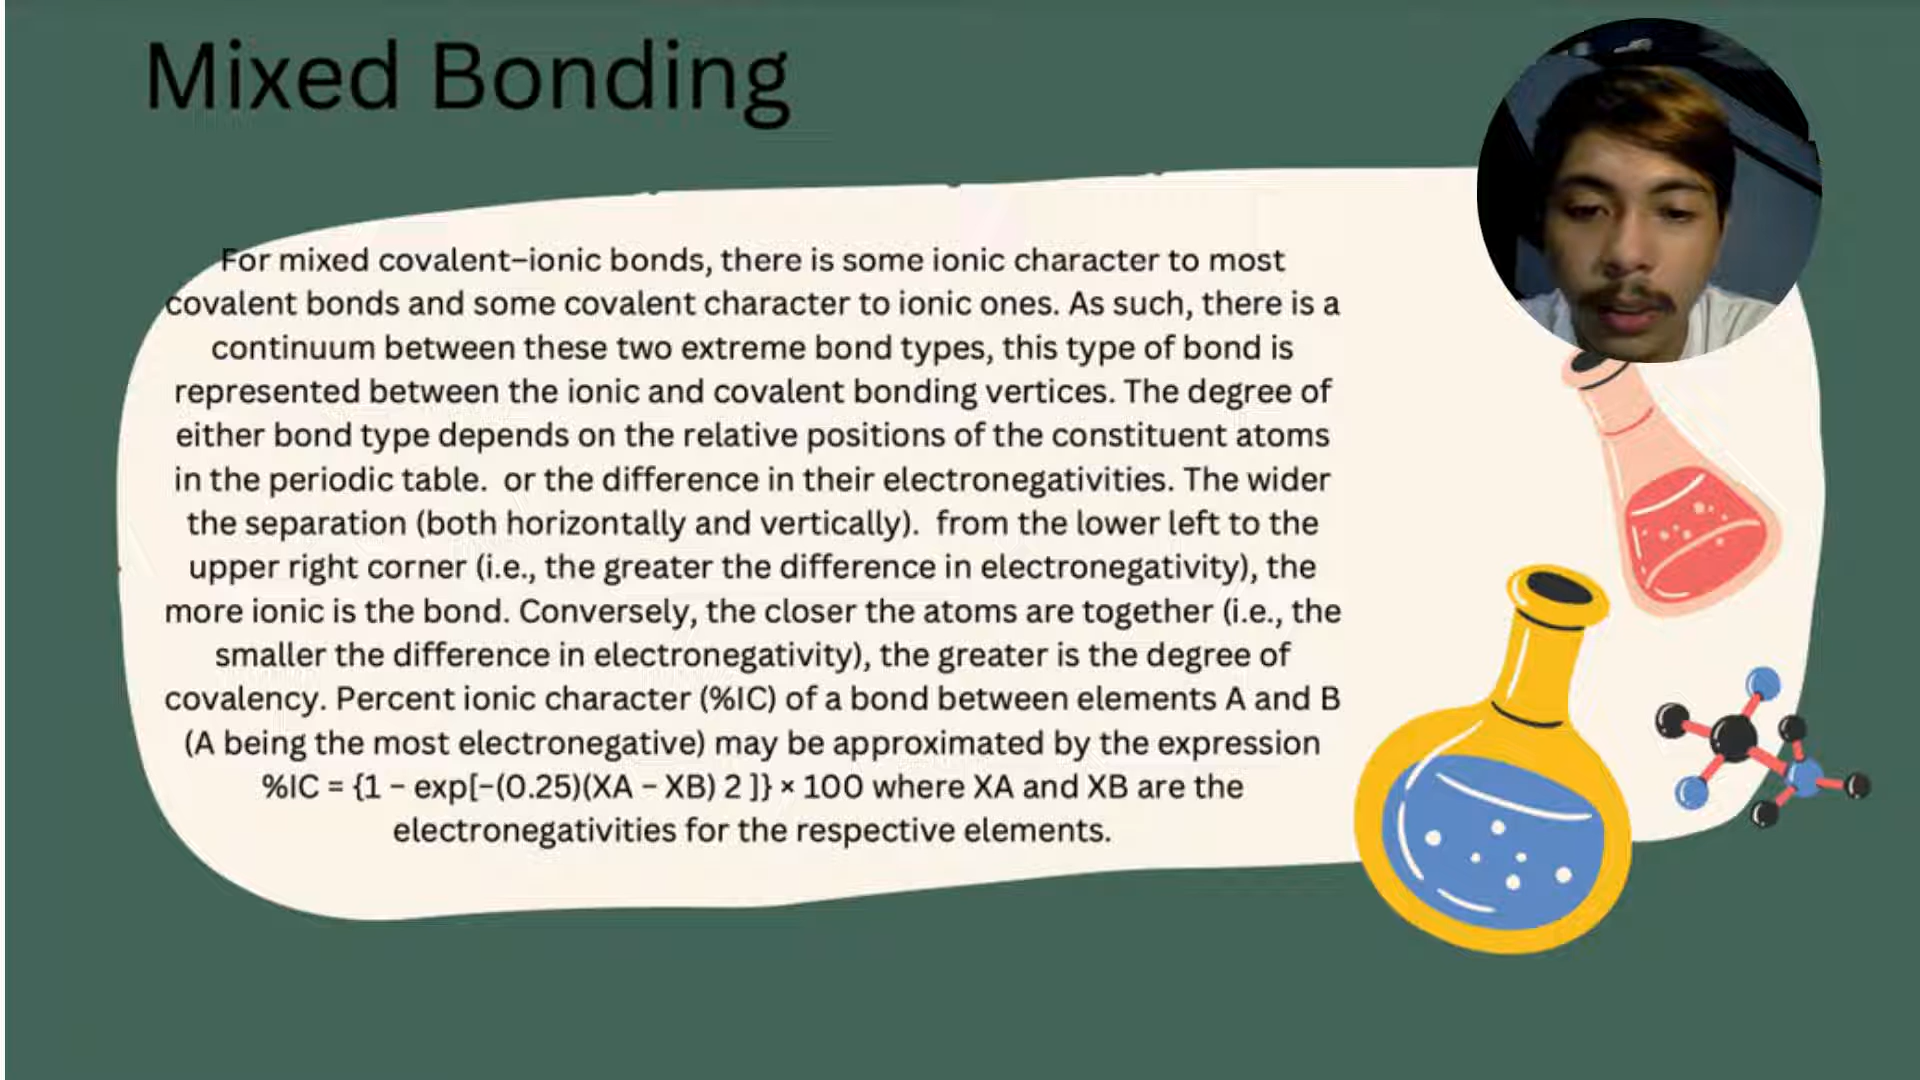 Mixed Bonding
For mixed covalent–ionic bonds, there is some ionic character to most
covalent bonds and some covalent character to ionic ones. As such, there is a
continuum between these two extreme bond types, this type of bond is
represented between the ionic and covalent bonding vertices. The degree of
either bond type depends on the relative positions of the constituent atoms
in the periodic table.  or the difference in their electronegativities. The wider
the separation (both horizontally and vertically).  from the lower left to the
upper right corner (i.e., the greater the difference in electronegativity), the
more ionic is the bond. Conversely, the closer the atoms are together (i.e., the
smaller the difference in electronegativity), the greater is the degree of
covalency. Percent ionic character (%IC) of a bond between elements A and B
(A being the most electronegative) may be approximated by the expression
%IC = {1 − exp[−(0.25)(XA − XB) 2 ]} × 100 where XA and XB are the
electronegativities for the respective elements.